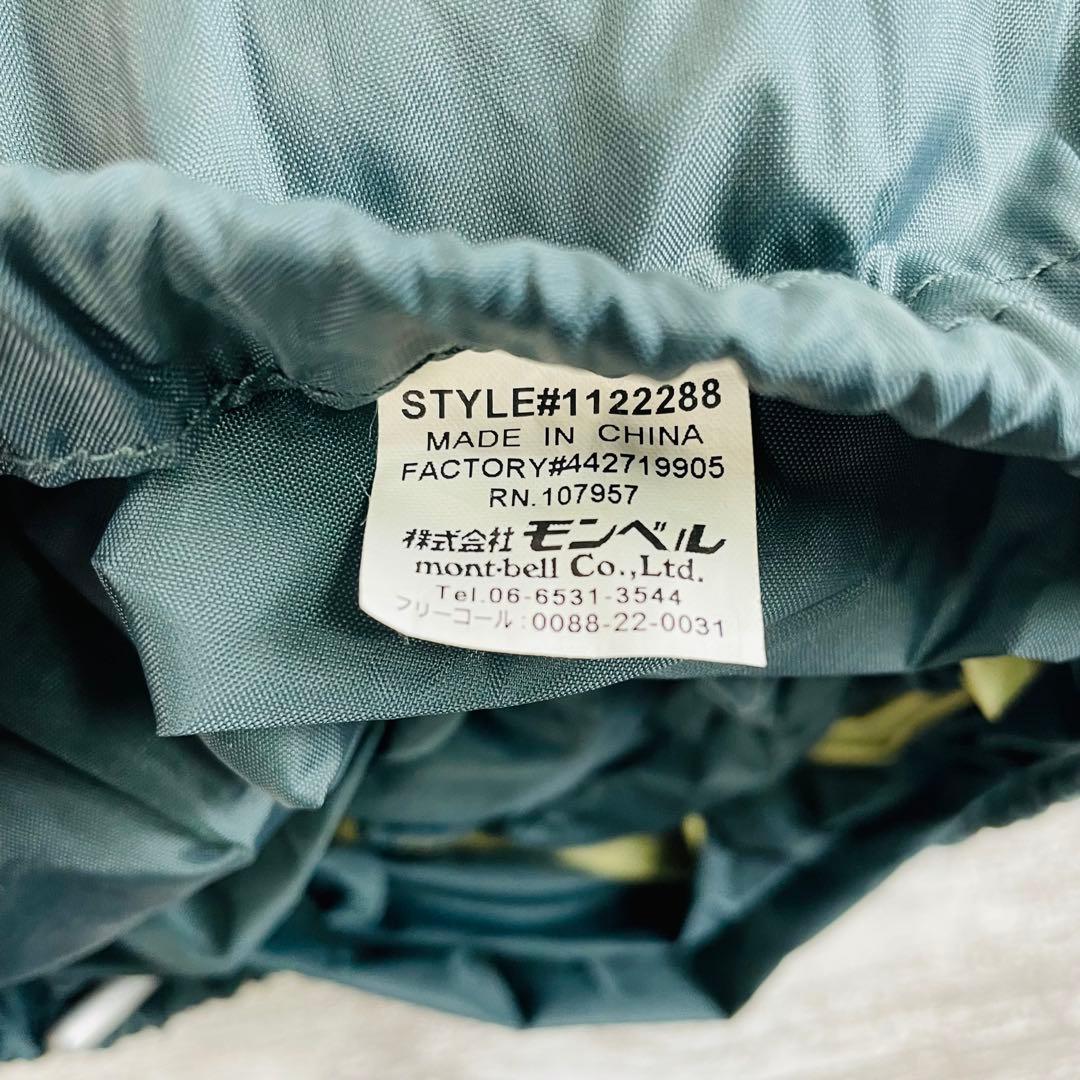 STYLE#1122288
MADE IN CHINA
FACTORY#442719905
RN.107957
株式会社 モンベル
mont-bell Co.,Ltd.
Tel.06-6531-3544
フリーコール:0088-22-0031